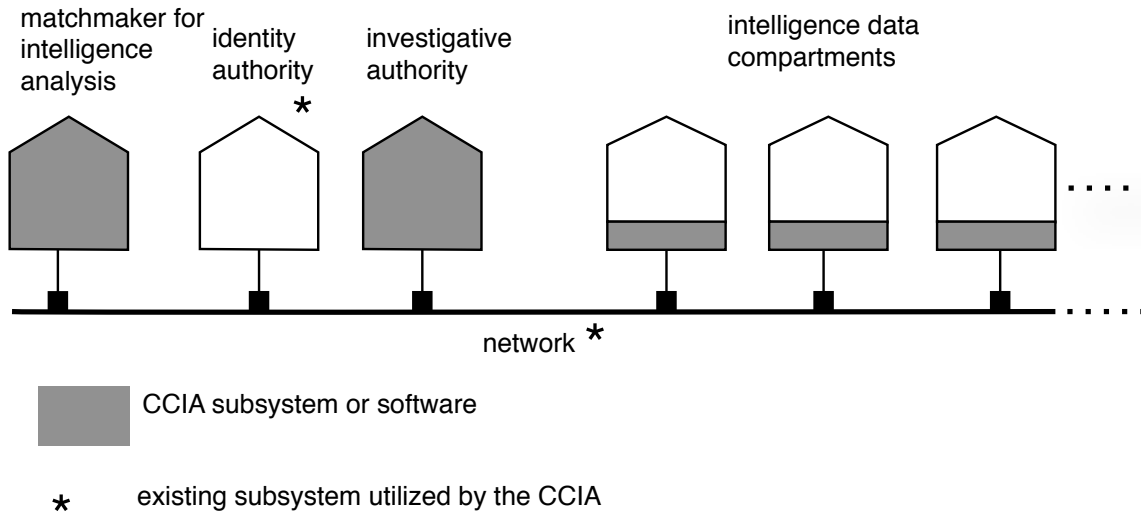 matchmaker for
intelligence
analysis
identity
authority
*
investigative
authority
intelligence data
compartments
network *
CCIA subsystem or software
* existing subsystem utilized by the CCIA